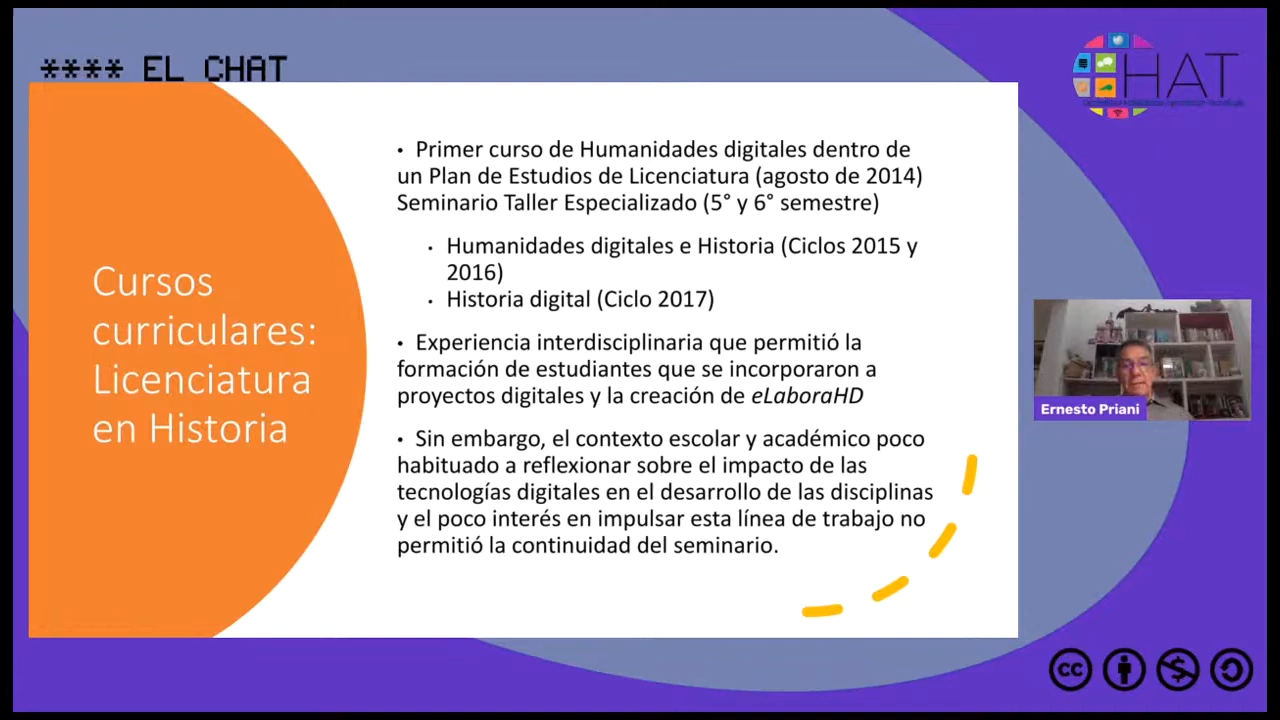 **** EL CHAT
HAT
Cursos
curriculares:
Licenciatura
en Historia
• Primer curso de Humanidades digitales dentro de
un Plan de Estudios de Licenciatura (agosto de 2014)
Seminario Taller Especializado (5° y 6° semestre)
• Humanidades digitales e Historia (Ciclos 2015 y
2016)
• Historia digital (Ciclo 2017)
• Experiencia interdisciplinaria que permitió la
formación de estudiantes que se incorporaron a
proyectos digitales y la creación de eLaboraHD
• Sin embargo, el contexto escolar y académico poco
habituado a reflexionar sobre el impacto de las
tecnologías digitales en el desarrollo de las disciplinas
y el poco interés en impulsar esta línea de trabajo no
permitió la continuidad del seminario.
Ernesto Priani
cc